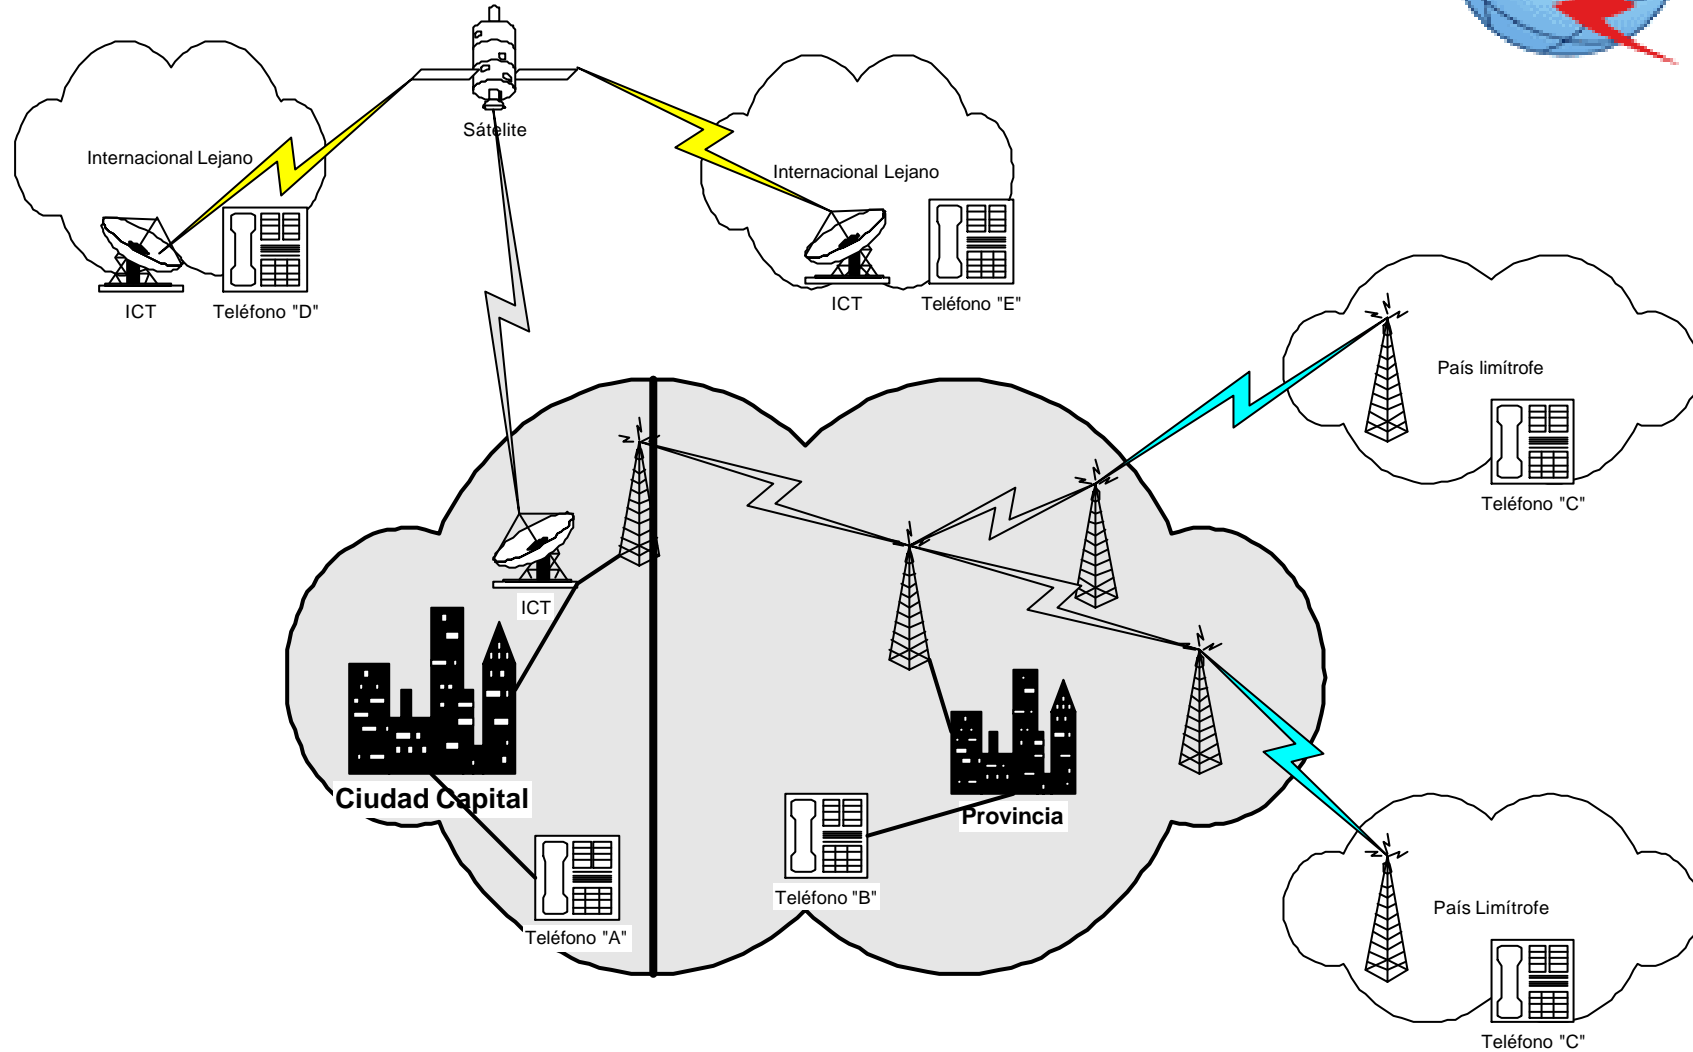 Sátelite
Internacional Lejano
Internacional Lejano
ICT
Teléfono "D"
ICT
Teléfono "E"
País limítrofe
Teléfono "C"
ICT
Ciudad Capital
Provincia
Teléfono "B"
Teléfono "A"
País Limítrofe
Teléfono "C"